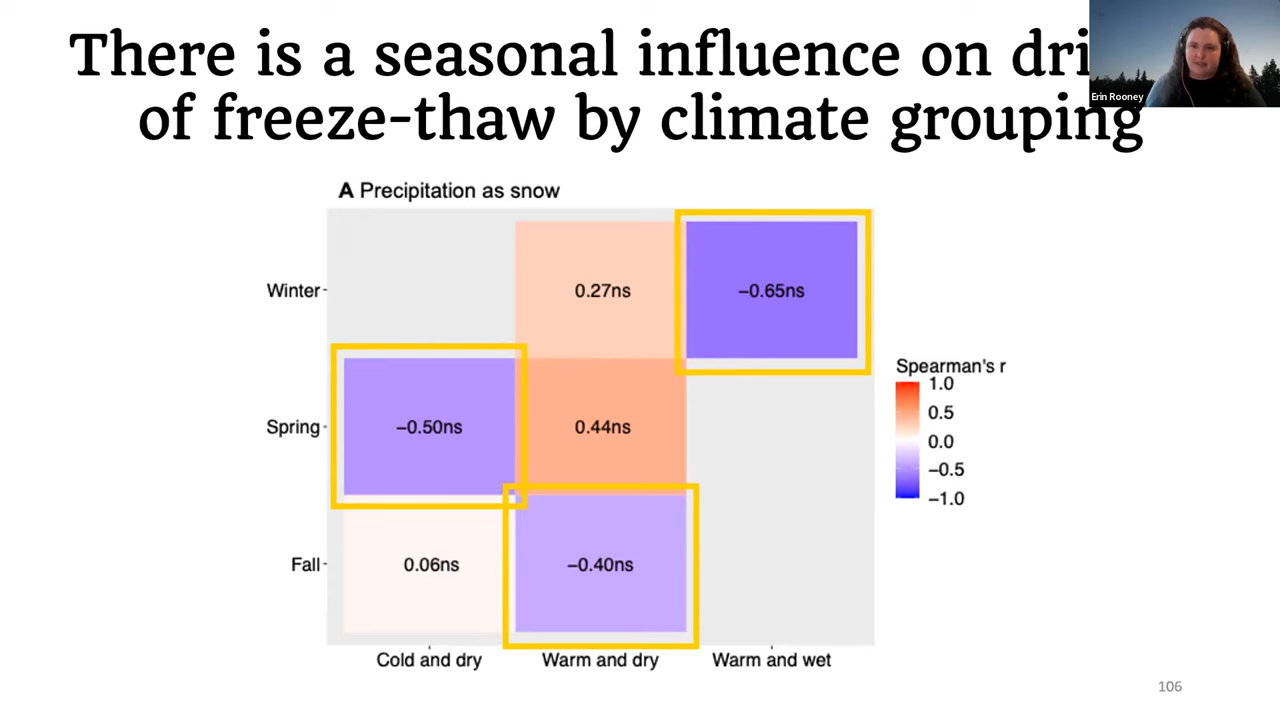 There is a seasonal influence on
of freeze-thaw by climate grouping
Erin Rooney
A Precipitation as snow
Winter
0.27ns
−0.65ns
Spring
−0.50ns
0.44ns
Fall
0.06ns
−0.40ns
Cold and dry
Warm and dry
Warm and wet
Spearman's r
1.0
0.5
0.0
−0.5
−1.0
106